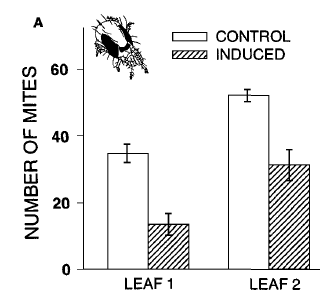 A
CONTROL
INDUCED
NUMBER OF MITES
60
40
20
0
LEAF 1
LEAF 2